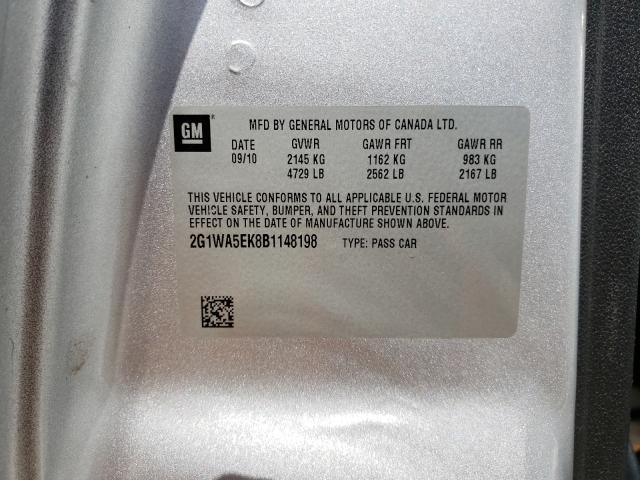 GM
MFD BY GENERAL MOTORS OF CANADA LTD.
DATE GVWR GAWR FRT GAWR RR
09/10 2145 KG 1162 KG 983 KG
4729 LB 2562 LB 2167 LB
THIS VEHICLE CONFORMS TO ALL APPLICABLE U.S. FEDERAL MOTOR
VEHICLE SAFETY, BUMPER, AND THEFT PREVENTION STANDARDS IN
EFFECT ON THE DATE OF MANUFACTURE SHOWN ABOVE.
2G1WA5EK8B1148198 TYPE: PASS CAR